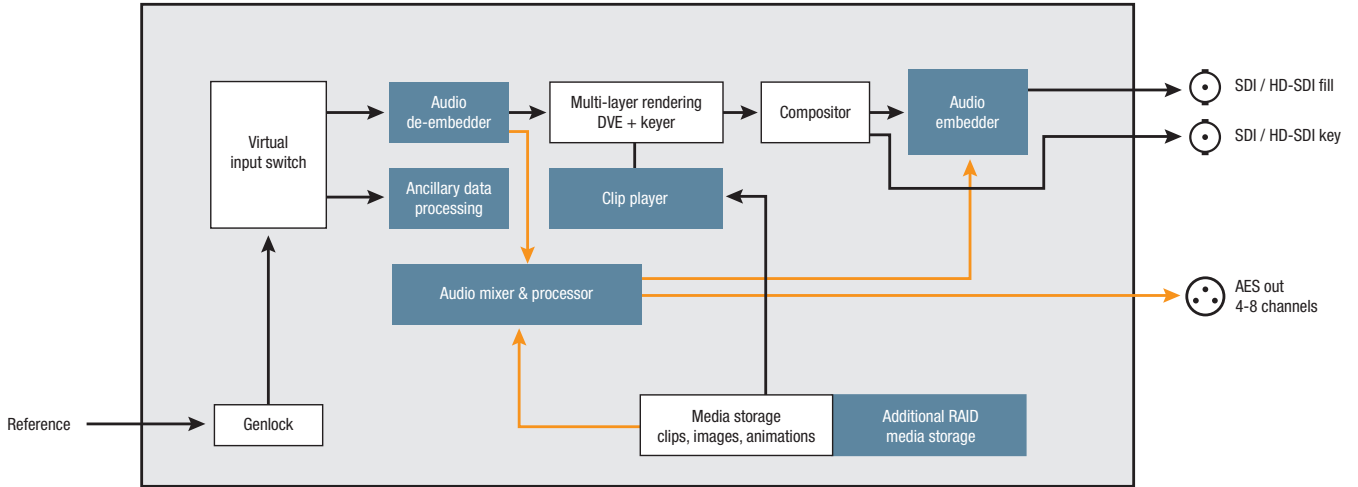 Virtual
input switch
Audio
de-embedder
Multi-layer rendering
DVE + keyer
Compositor
Audio
embedder
SDI / HD-SDI fill
SDI / HD-SDI key
Ancillary data
processing
Clip player
Audio mixer & processor
AES out
4-8 channels
Reference
Genlock
Media storage
clips, images, animations
Additional RAID
media storage